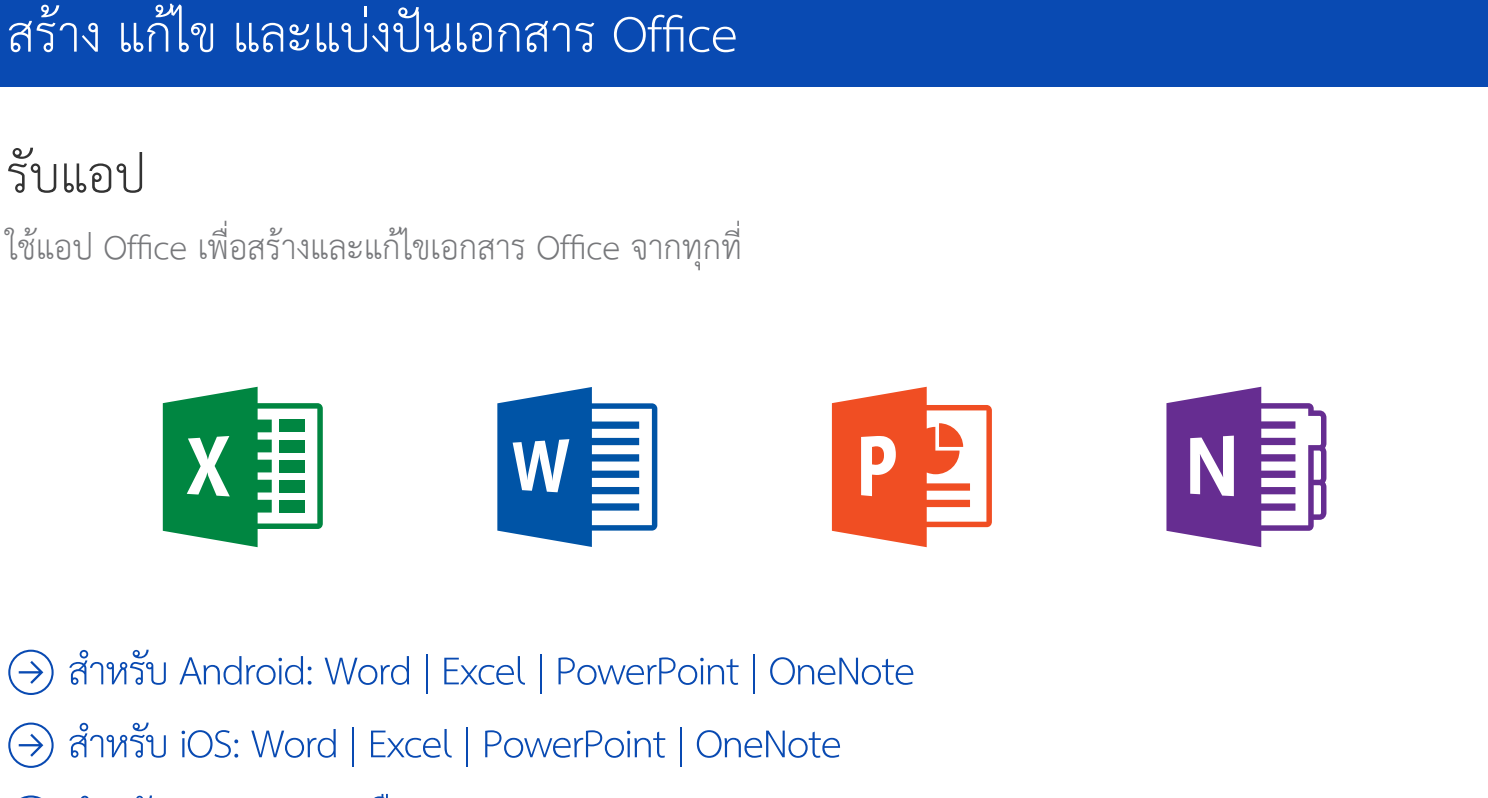 สร้าง แก้ไข และแบ่งปันเอกสาร Office
รับแอป
ใช้แอป Office เพื่อสร้างและแก้ไขเอกสาร Office จากทุกที่
X W P N
สำหรับ Android: Word | Excel | PowerPoint | OneNote
สำหรับ iOS: Word | Excel | PowerPoint | OneNote